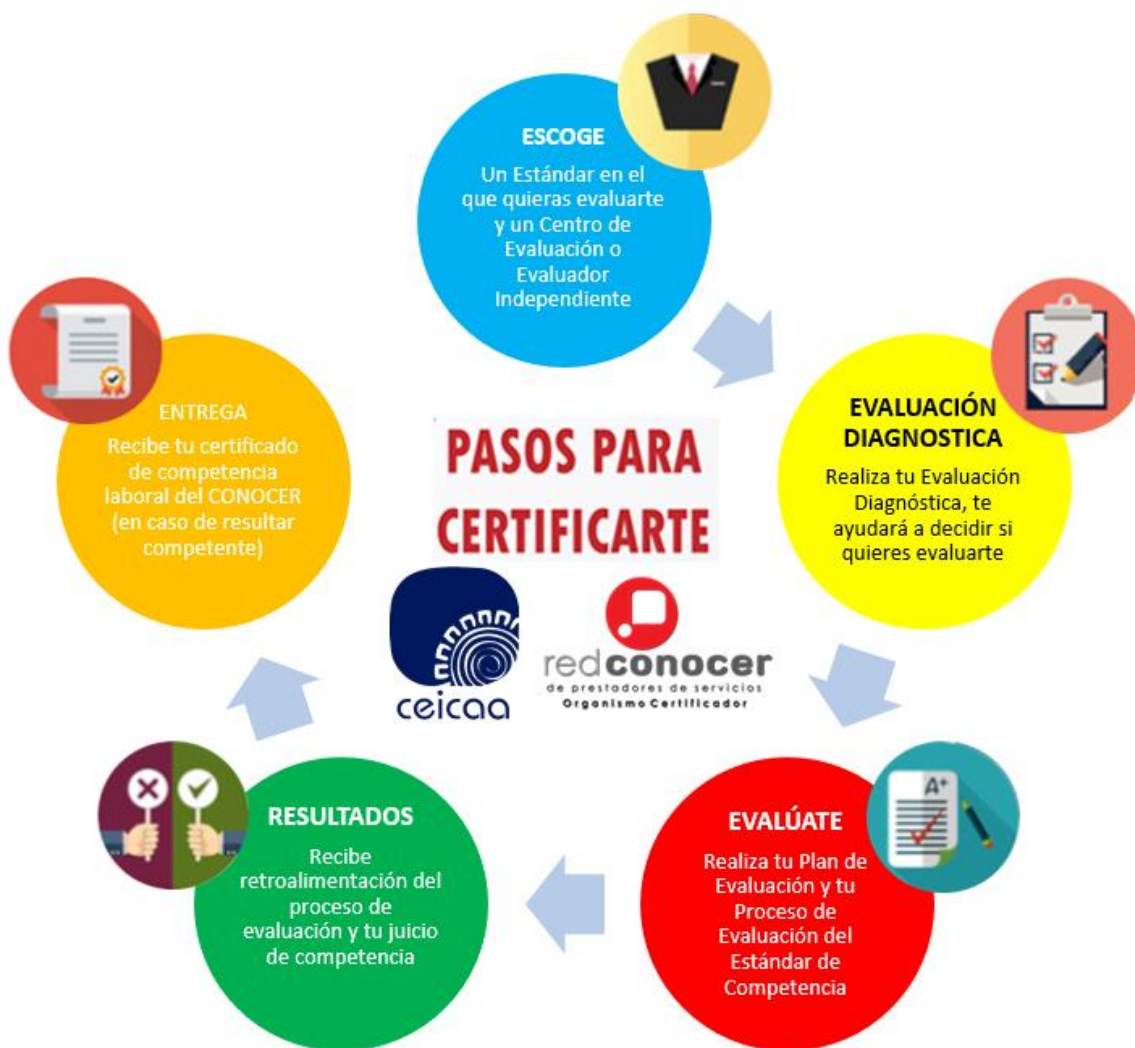 ESCOGE
Un Estándar en el
que quieras evaluarte
y un Centro de
Evaluación o
Evaluador
Independiente
EVALUACIÓN
DIAGNOSTICA
Realiza tu Evaluación
Diagnóstica, te
ayudará a decidir si
quieres evaluarte
EVALÚATE
Realiza tu Plan de
Evaluación y tu
Proceso de
Evaluación del
Estándar de
Competencia
RESULTADOS
Recibe
retroalimentación del
proceso de
evaluación y tu juicio
de competencia
ENTREGA
Recibe tu certificado
de competencia
laboral del CONOCER
(en caso de resultar
competente)
PASOS PARA
CERTIFICARTE
ceicaa
redconocer
de prestadores de servicios
Organismo Certificador
A+